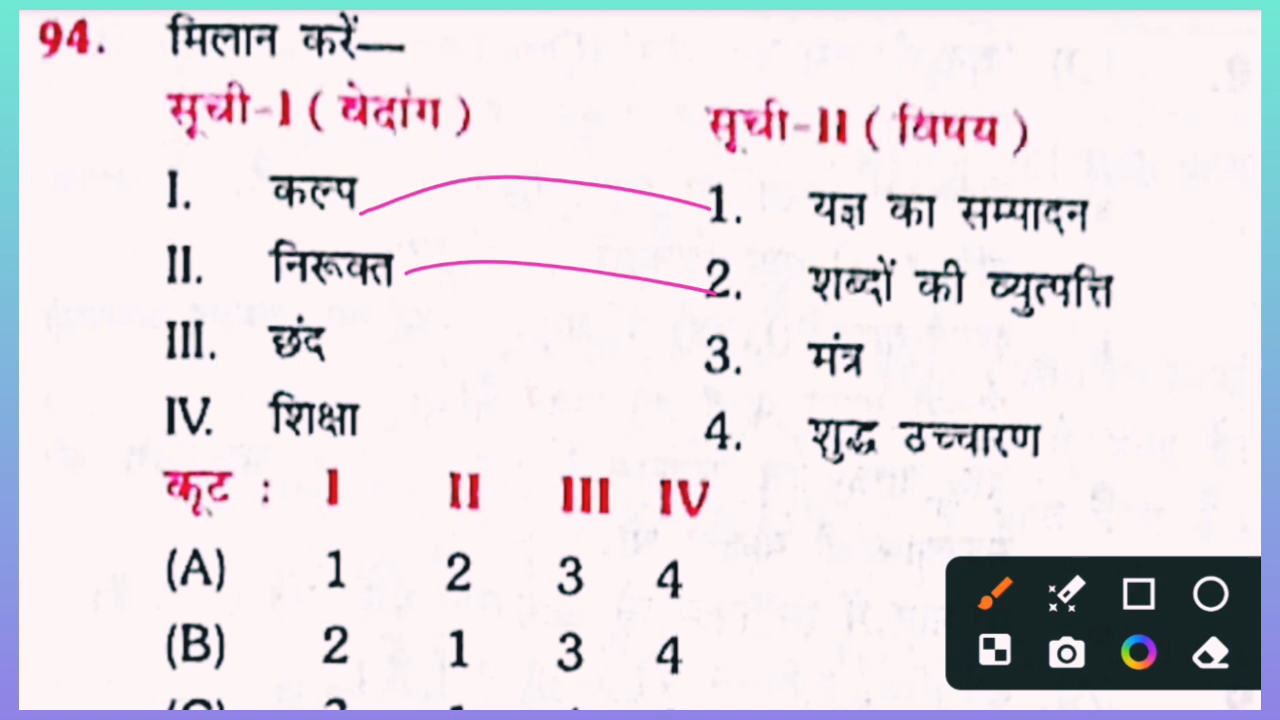 94. मिलान करें—
सूची-I ( वेदांग ) सूची-II ( विषय )
I. कल्प 1. यज्ञ का सम्पादन
II. निरूक्त 2. शब्दों की व्युत्पत्ति
III. छंद 3. मंत्र
IV. शिक्षा 4. शुद्ध उच्चारण
कूट : I II III IV
(A) 1 2 3 4
(B) 2 1 3 4